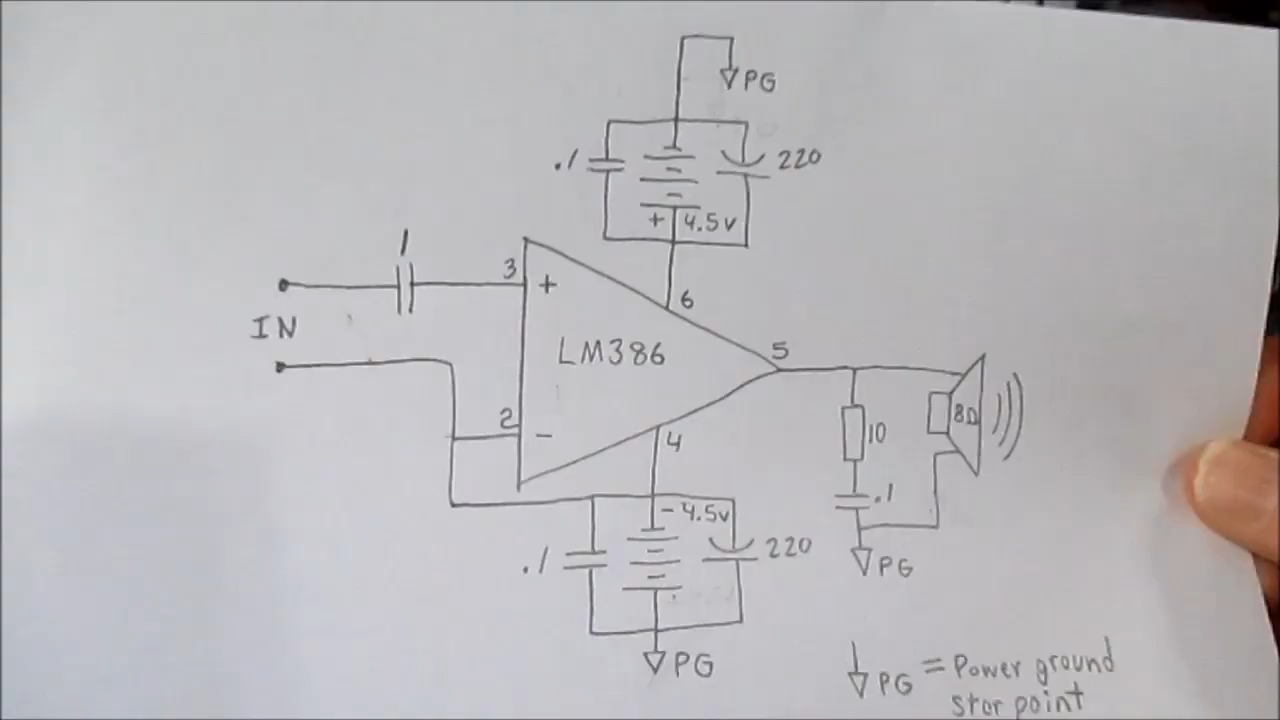 PG
.1
220
+ 4.5v
1
3
+
6
IN
LM386
5
2
-
4
10
8Ω
.1
- 4.5v
.1
220
PG
PG
PG = Power ground
star point